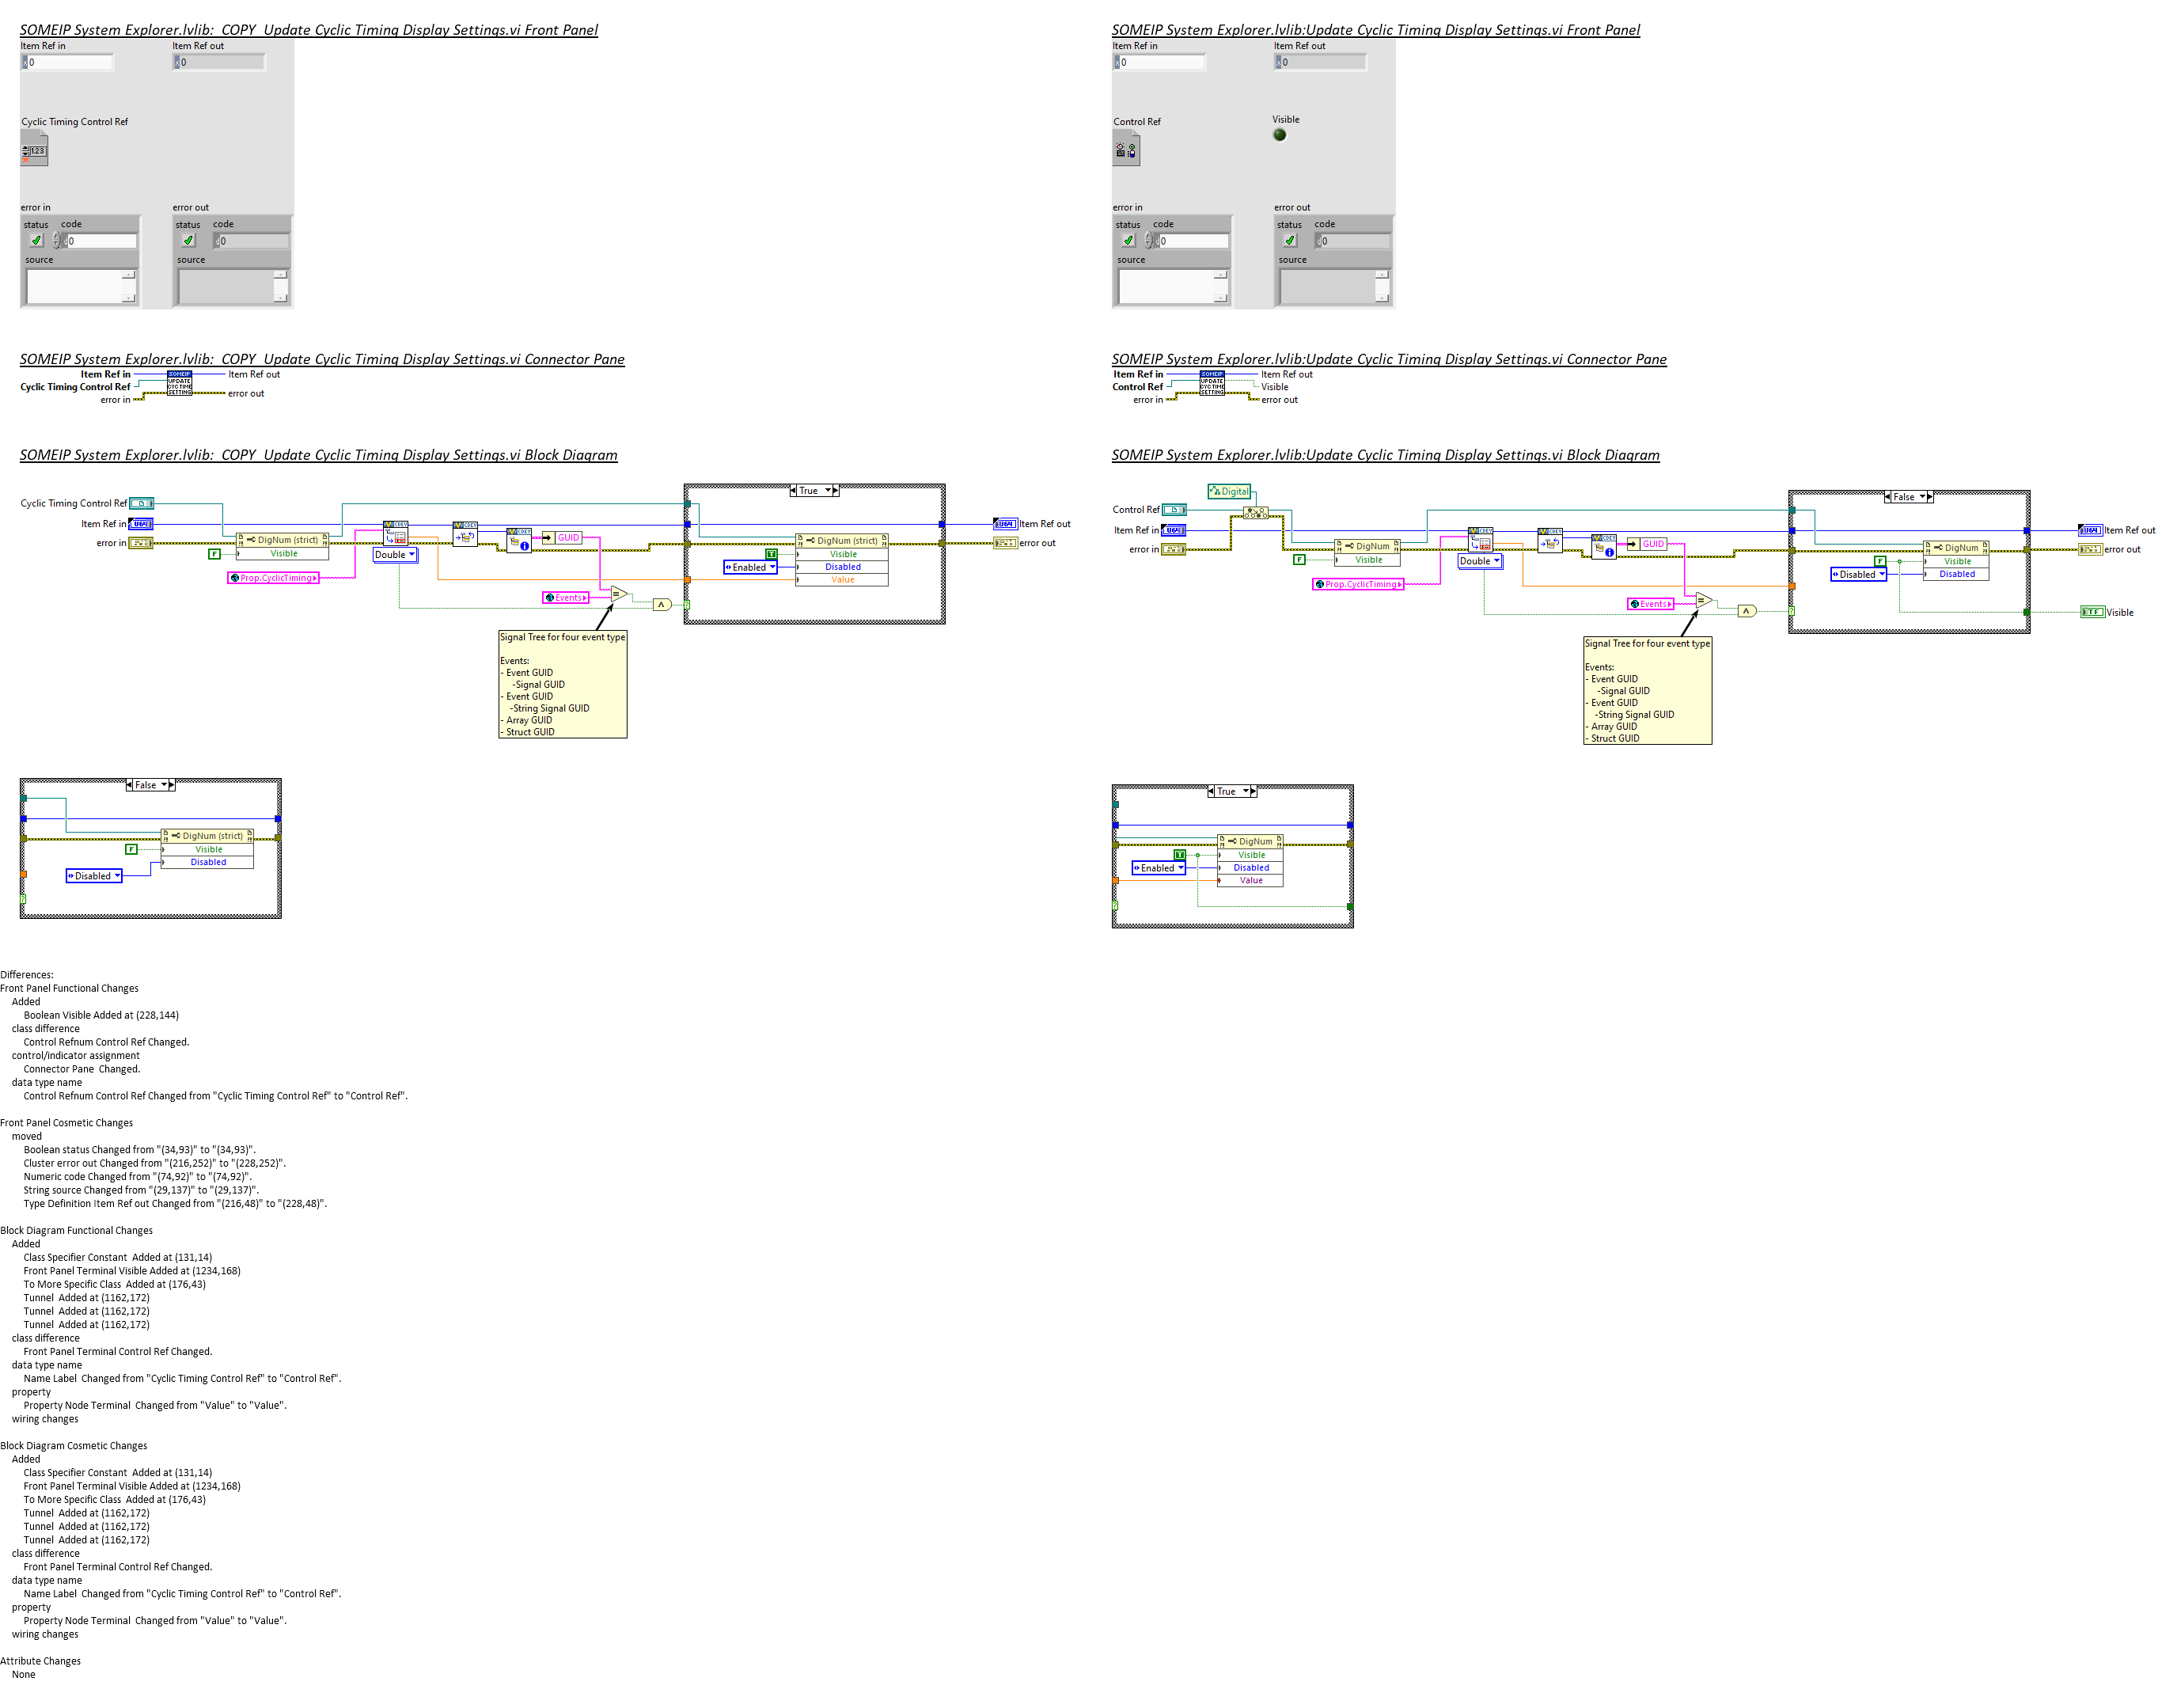 SOMEIP System Explorer.lvlib:  COPY  Update Cyclic Timing Display Settings.vi Front Panel
Item Ref in
Item Ref out
0
0
Cyclic Timing Control Ref
1.23
error in
error out
status
code
status
code
0
0
source
source
SOMEIP System Explorer.lvlib:  COPY  Update Cyclic Timing Display Settings.vi Connector Pane
Item Ref in
SOMEIP
Item Ref out
Cyclic Timing Control Ref
UPDATE
CYC TIME
SETTING
error in
error out
SOMEIP System Explorer.lvlib:  COPY  Update Cyclic Timing Display Settings.vi Block Diagram
True
Cyclic Timing Control Ref
Item Ref in
U64
Item Ref out
error in
DigNum (strict)
Visible
F
Double
Prop.CyclicTiming
GUID
Events
DigNum (strict)
T
Visible
Enabled
Disabled
Value
error out
Signal Tree for four event type
Events:
- Event GUID
-Signal GUID
- Event GUID
-String Signal GUID
- Array GUID
- Struct GUID
False
DigNum (strict)
F
Visible
Disabled
Disabled
SOMEIP System Explorer.lvlib:Update Cyclic Timing Display Settings.vi Front Panel
Item Ref in
Item Ref out
0
0
Control Ref
Visible
error in
error out
status
code
status
code
0
0
source
source
SOMEIP System Explorer.lvlib:Update Cyclic Timing Display Settings.vi Connector Pane
Item Ref in
SOMEIP
Item Ref out
Control Ref
UPDATE
CYC TIME
SETTING
Visible
error in
error out
SOMEIP System Explorer.lvlib:Update Cyclic Timing Display Settings.vi Block Diagram
Digital
False
Control Ref
Item Ref in
U64
Item Ref out
error in
DigNum
Visible
F
Double
Prop.CyclicTiming
GUID
Events
DigNum
F
Visible
Disabled
Disabled
error out
TF
Visible
Signal Tree for four event type
Events:
- Event GUID
-Signal GUID
- Event GUID
-String Signal GUID
- Array GUID
- Struct GUID
True
DigNum
T
Visible
Enabled
Disabled
Value
Differences:
Front Panel Functional Changes
Added
Boolean Visible Added at (228,144)
class difference
Control Refnum Control Ref Changed.
control/indicator assignment
Connector Pane  Changed.
data type name
Control Refnum Control Ref Changed from "Cyclic Timing Control Ref" to "Control Ref".
Front Panel Cosmetic Changes
moved
Boolean status Changed from "(34,93)" to "(34,93)".
Cluster error out Changed from "(216,252)" to "(228,252)".
Numeric code Changed from "(74,92)" to "(74,92)".
String source Changed from "(29,137)" to "(29,137)".
Type Definition Item Ref out Changed from "(216,48)" to "(228,48)".
Block Diagram Functional Changes
Added
Class Specifier Constant  Added at (131,14)
Front Panel Terminal Visible Added at (1234,168)
To More Specific Class  Added at (176,43)
Tunnel  Added at (1162,172)
Tunnel  Added at (1162,172)
Tunnel  Added at (1162,172)
class difference
Front Panel Terminal Control Ref Changed.
data type name
Name Label  Changed from "Cyclic Timing Control Ref" to "Control Ref".
property
Property Node Terminal  Changed from "Value" to "Value".
wiring changes
Block Diagram Cosmetic Changes
Added
Class Specifier Constant  Added at (131,14)
Front Panel Terminal Visible Added at (1234,168)
To More Specific Class  Added at (176,43)
Tunnel  Added at (1162,172)
Tunnel  Added at (1162,172)
Tunnel  Added at (1162,172)
class difference
Front Panel Terminal Control Ref Changed.
data type name
Name Label  Changed from "Cyclic Timing Control Ref" to "Control Ref".
property
Property Node Terminal  Changed from "Value" to "Value".
wiring changes
Attribute Changes
None